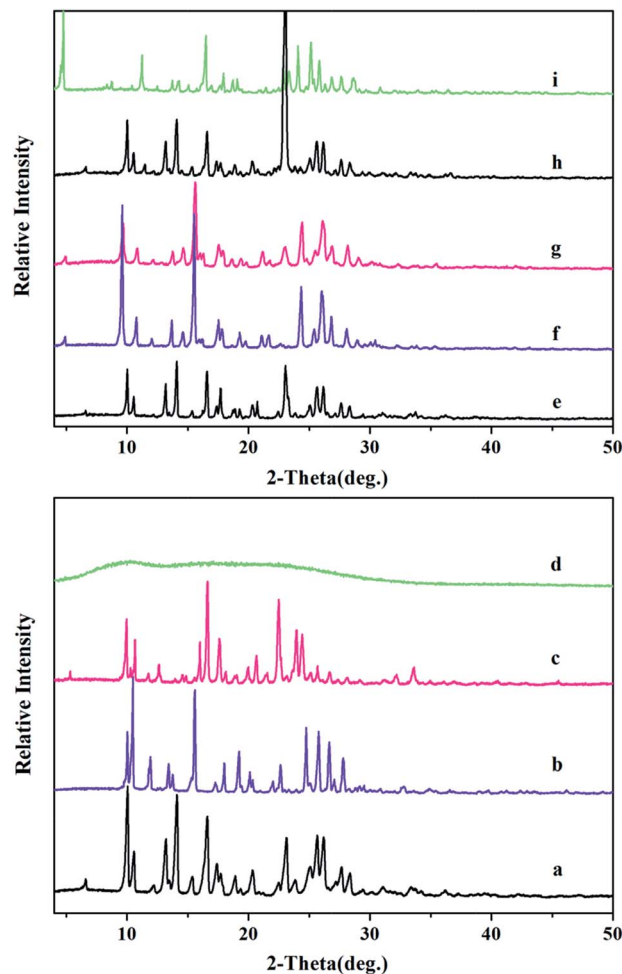 i
h
g
f
e
Relative Intensity
10 20 30 40 50
2-Theta(deg.)
d
c
b
a
Relative Intensity
10 20 30 40 50
2-Theta(deg.)